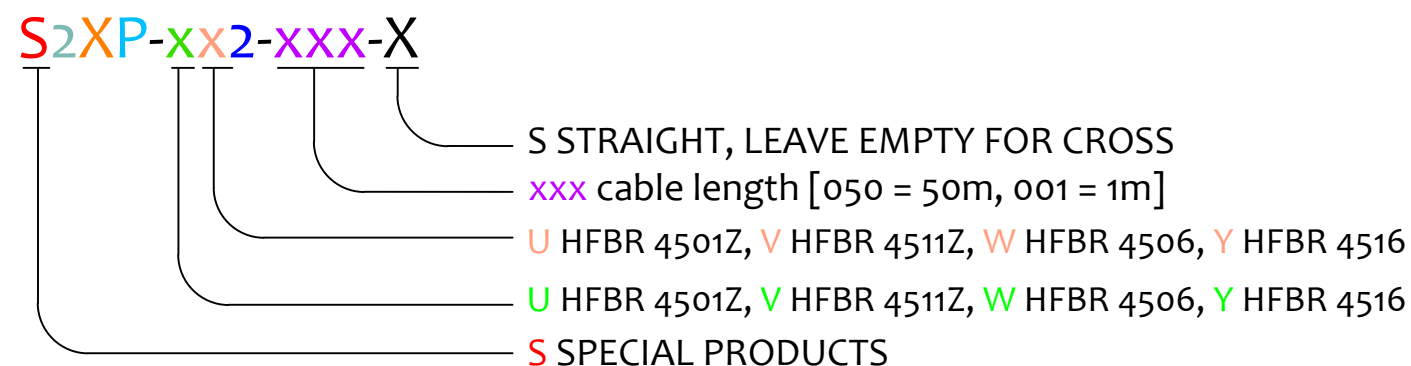 S2XP-xx2-xxx-X
S STRAIGHT, LEAVE EMPTY FOR CROSS
xxx cable length [050 = 50m, 001 = 1m]
U HFBR 4501Z, V HFBR 4511Z, W HFBR 4506, Y HFBR 4516
U HFBR 4501Z, V HFBR 4511Z, W HFBR 4506, Y HFBR 4516
S SPECIAL PRODUCTS